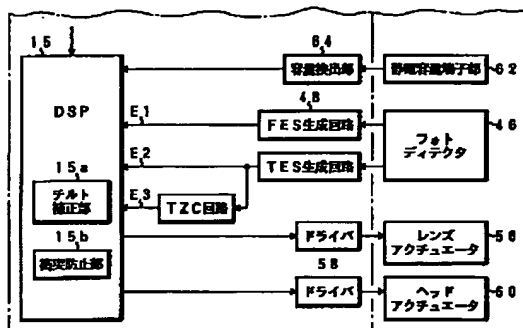 15
DSP
15a
チルト
補正部
15b
衝突防止部
64
容量検出部
静電容量端子部
62
E1
48
FES生成回路
46
フォト
ディテクタ
E2
TES生成回路
E3
TZC回路
ドライバ
レンズ
アクチュエータ
56
58
ドライバ
ヘッド
アクチュエータ
60